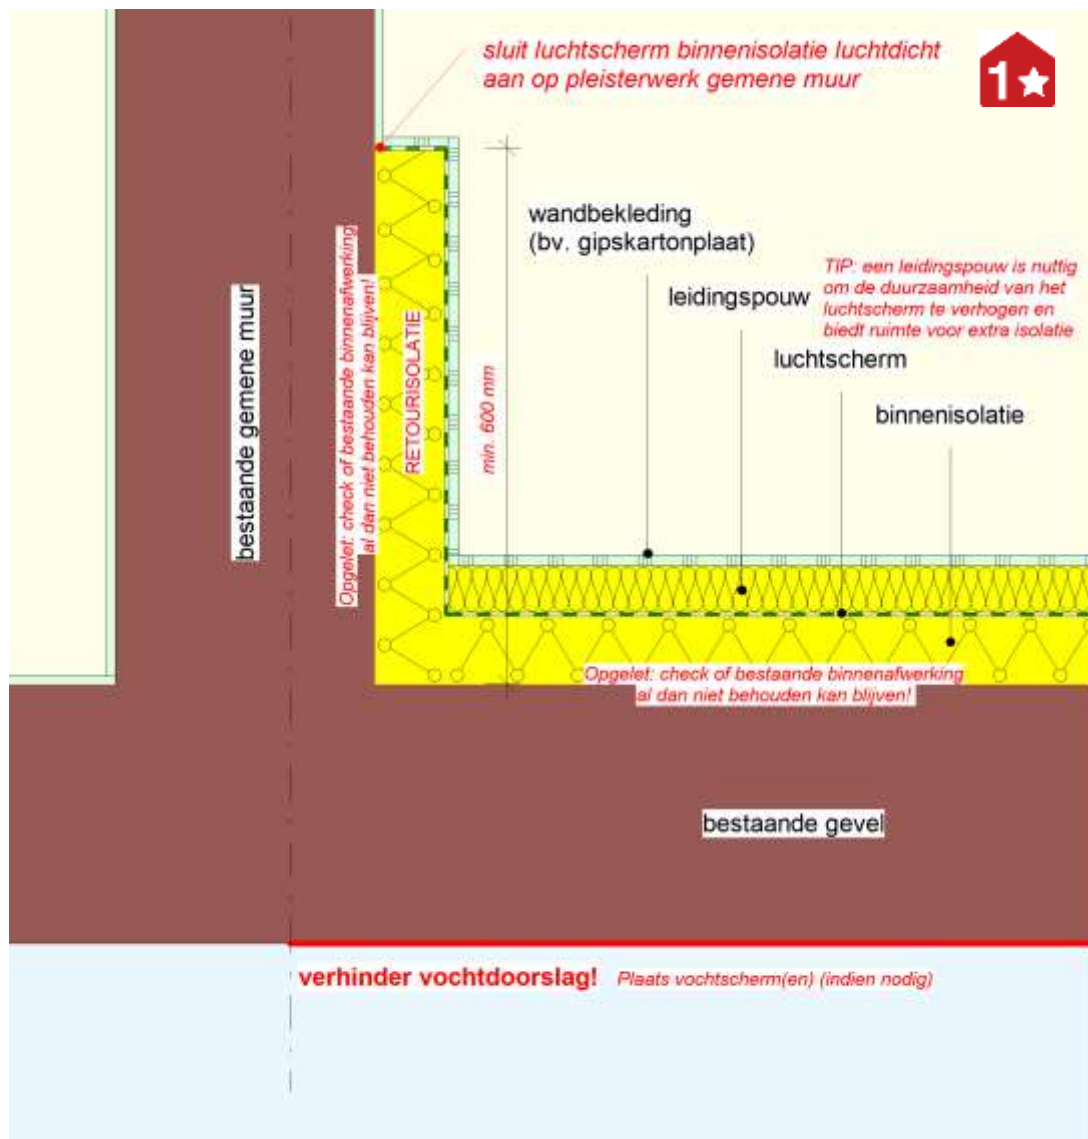 sluit luchtscherm binnenisolatie luchtdicht
aan op pleisterwerk gemene muur
1
wandbekleding
(bv. gipskartonplaat)
TIP: een leidingspouw is nuttig
om de duurzaamheid van het
luchtscherm te verhogen en
biedt ruimte voor extra isolatie
leidingspouw
luchtscherm
binnenisolatie
bestaande gemene muur
Opgelet: check of bestaande binnenafwerking
al dan niet behouden kan blijven!
RETOURISOLATIE
min. 600 mm
Opgelet: check of bestaande binnenafwerking
al dan niet behouden kan blijven!
bestaande gevel
verhinder vochtdoorslag! Plaats vochtscherm(en) (indien nodig)